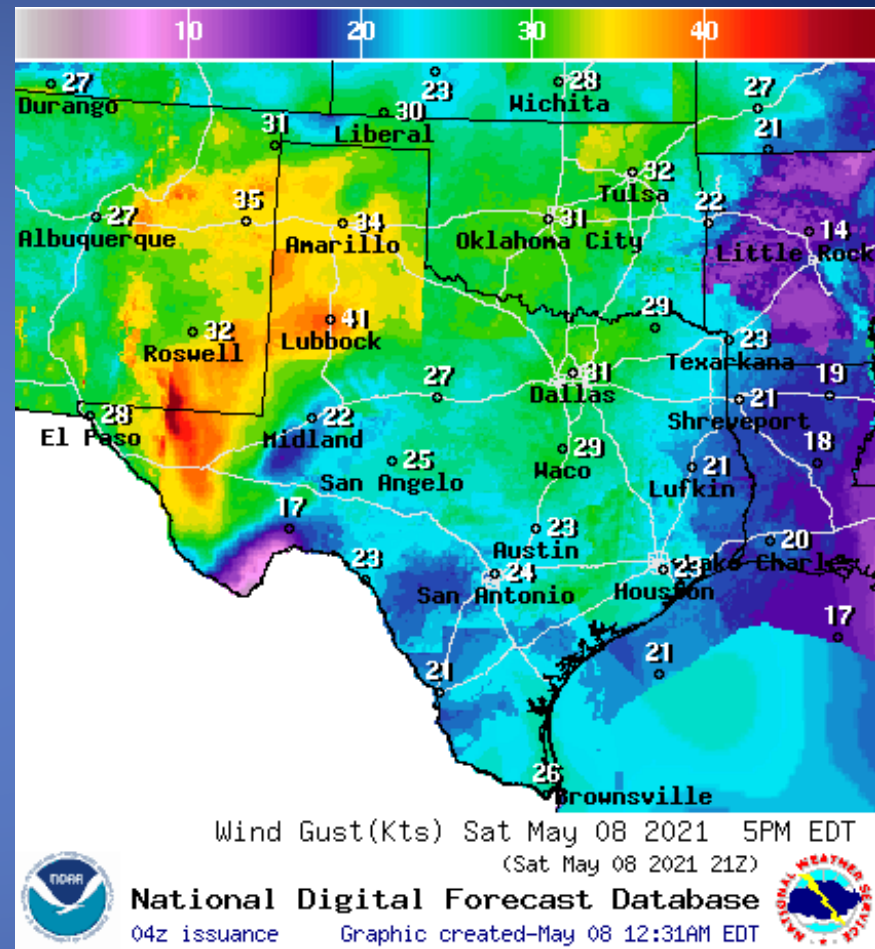 10 20 30 40
27 23 28 27
Durango Wichita
30 21
Liberal
31
32
Tulsa
27 35 34 31 22 14
Albuquerque Amarillo Oklahoma City Little Rock
32 41 29 23
Roswell Lubbock Texarkana
31 19
27 Dallas 21
28 22 Shreveport
El Paso Midland
25 29 21 18
San Angelo Waco Lufkin
17 23 20
Austin Lake Charles
23 24 23
San Antonio Houston
17
21 21
26
Brownsville
Wind Gust(Kts) Sat May 08 2021 5PM EDT
(Sat May 08 2021 21Z)
National Digital Forecast Database
04z issuance Graphic created-May 08 12:31AM EDT
NOAA
NATIONAL WEATHER SERVICE